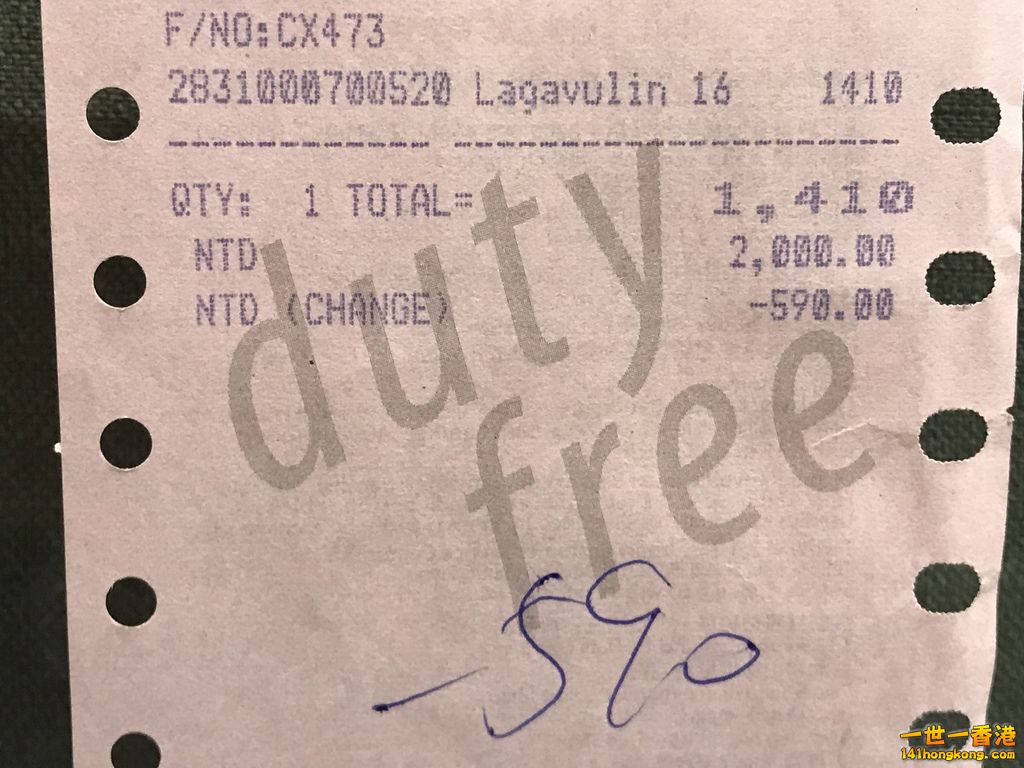 F/NO:CX473
2831000700520 Lagavulin 16 1410
QTY: 1 TOTAL= 1,410
NTD 2,000.00
NTD (CHANGE) -590.00
duty
free
-590
一世一香港
141hongkong.com